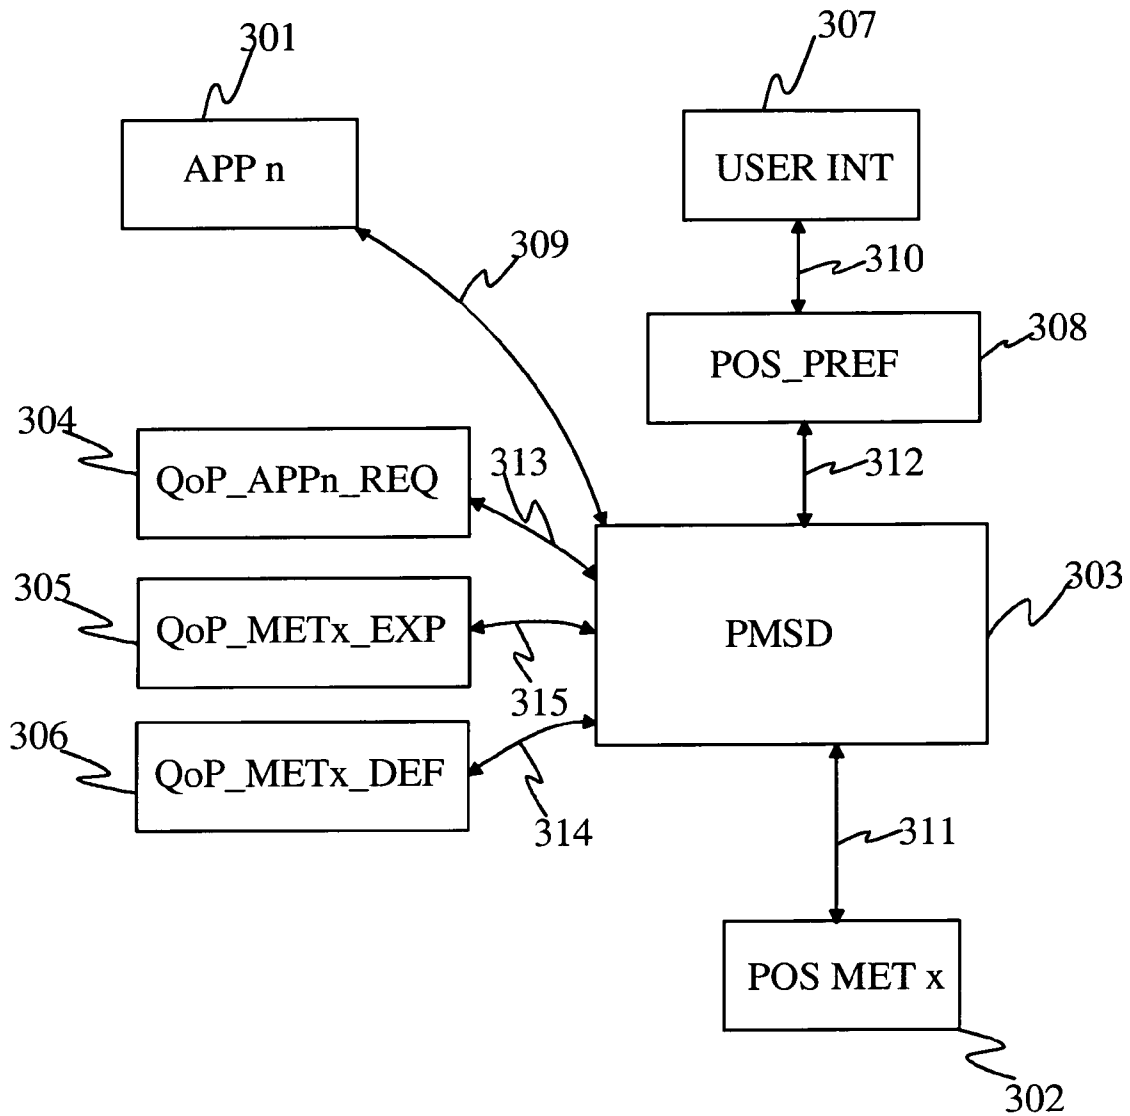 301
307
APP n
USER INT
309
310
308
POS_PREF
304
313
312
QoP_APPn_REQ
305
303
QoP_METx_EXP
PMSD
315
306
QoP_METx_DEF
314
311
POS MET x
302